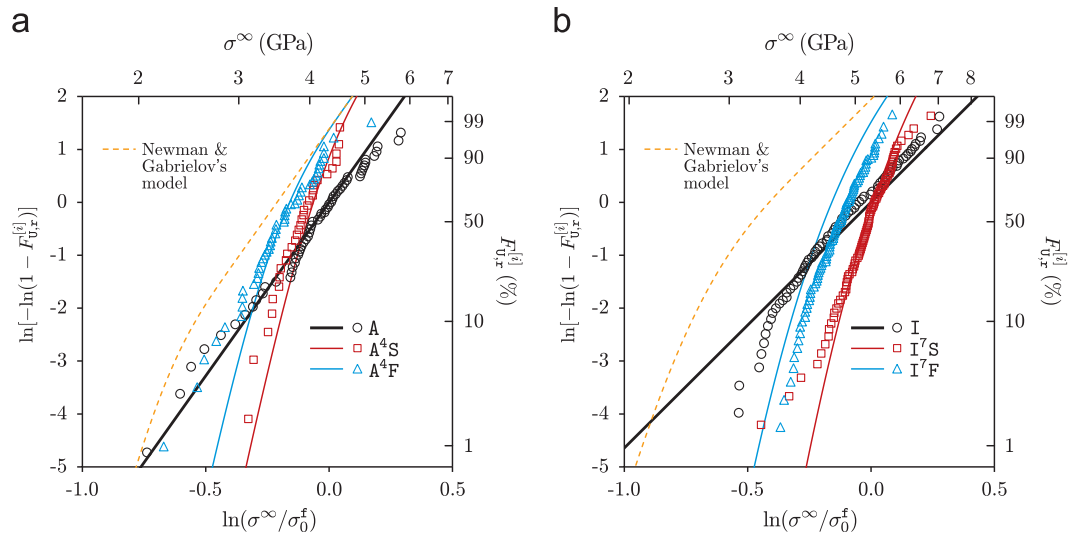 a
σ∞ (GPa)
2 3 4 5 6 7
2
1
0
-1
-2
-3
-4
-5
ln[−ln(1 − F[i]U,r)]
Newman &
Gabrielov's
model
A
A4S
A4F
99
90
50
10
1
F[i]U,r (%)
-1.0 -0.5 0.0 0.5
ln(σ∞/σf0)
b
σ∞ (GPa)
2 3 4 5 6 7 8
2
1
0
-1
-2
-3
-4
-5
ln[−ln(1 − F[i]U,r)]
Newman &
Gabrielov's
model
I
I7S
I7F
99
90
50
10
1
F[i]U,r (%)
-1.0 -0.5 0.0 0.5
ln(σ∞/σf0)